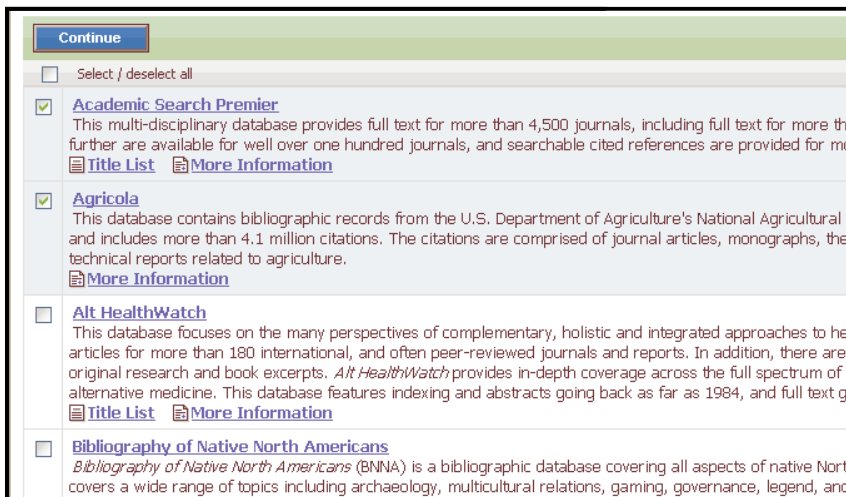 Continue
Select / deselect all
Academic Search Premier
This multi-disciplinary database provides full text for more than 4,500 journals, including full text for more th
further are available for well over one hundred journals, and searchable cited references are provided for mo
Title List More Information
Agricola
This database contains bibliographic records from the U.S. Department of Agriculture's National Agricultural
and includes more than 4.1 million citations. The citations are comprised of journal articles, monographs, the
technical reports related to agriculture.
More Information
Alt HealthWatch
This database focuses on the many perspectives of complementary, holistic and integrated approaches to he
articles for more than 180 international, and often peer-reviewed journals and reports. In addition, there are
original research and book excerpts. Alt HealthWatch provides in-depth coverage across the full spectrum of
alternative medicine. This database features indexing and abstracts going back as far as 1984, and full text g
Title List More Information
Bibliography of Native North Americans
Bibliography of Native North Americans (BNNA) is a bibliographic database covering all aspects of native Nort
covers a wide range of topics including archaeology, multicultural relations, gaming, governance, legend, and